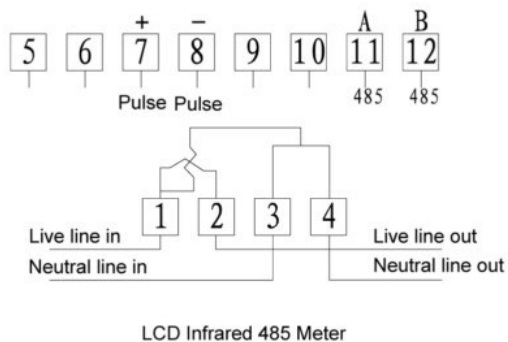 + − A B
5 6 7 8 9 10 11 12
Pulse Pulse 485 485
1 2 3 4
Live line in Live line out
Neutral line in Neutral line out
LCD Infrared 485 Meter